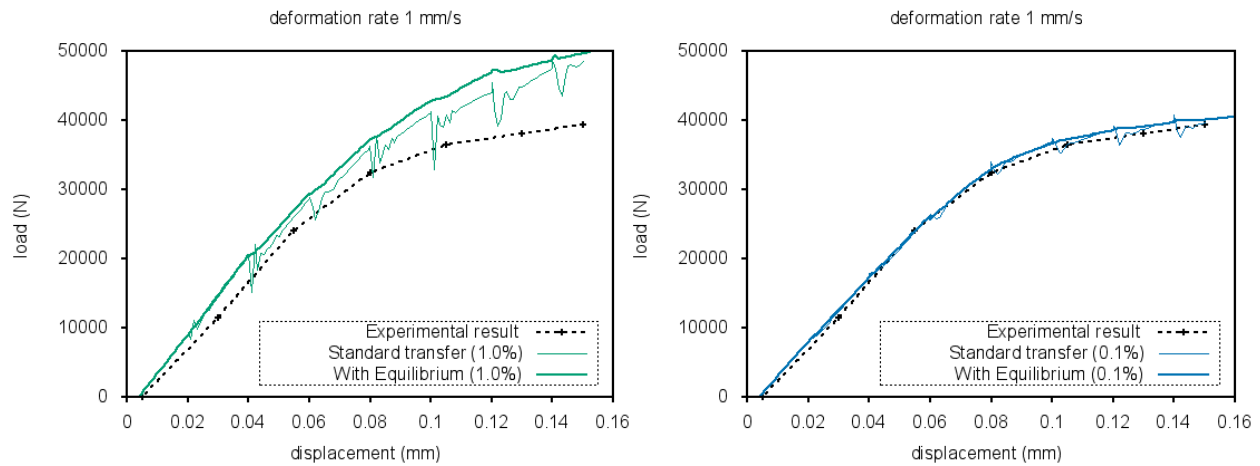 deformation rate 1 mm/s
50000
40000
30000
20000
10000
0
load (N)
0 0.02 0.04 0.06 0.08 0.1 0.12 0.14 0.16
displacement (mm)
Experimental result
Standard transfer (1.0%)
With Equilibrium (1.0%)
deformation rate 1 mm/s
50000
40000
30000
20000
10000
0
load (N)
0 0.02 0.04 0.06 0.08 0.1 0.12 0.14 0.16
displacement (mm)
Experimental result
Standard transfer (0.1%)
With Equilibrium (0.1%)